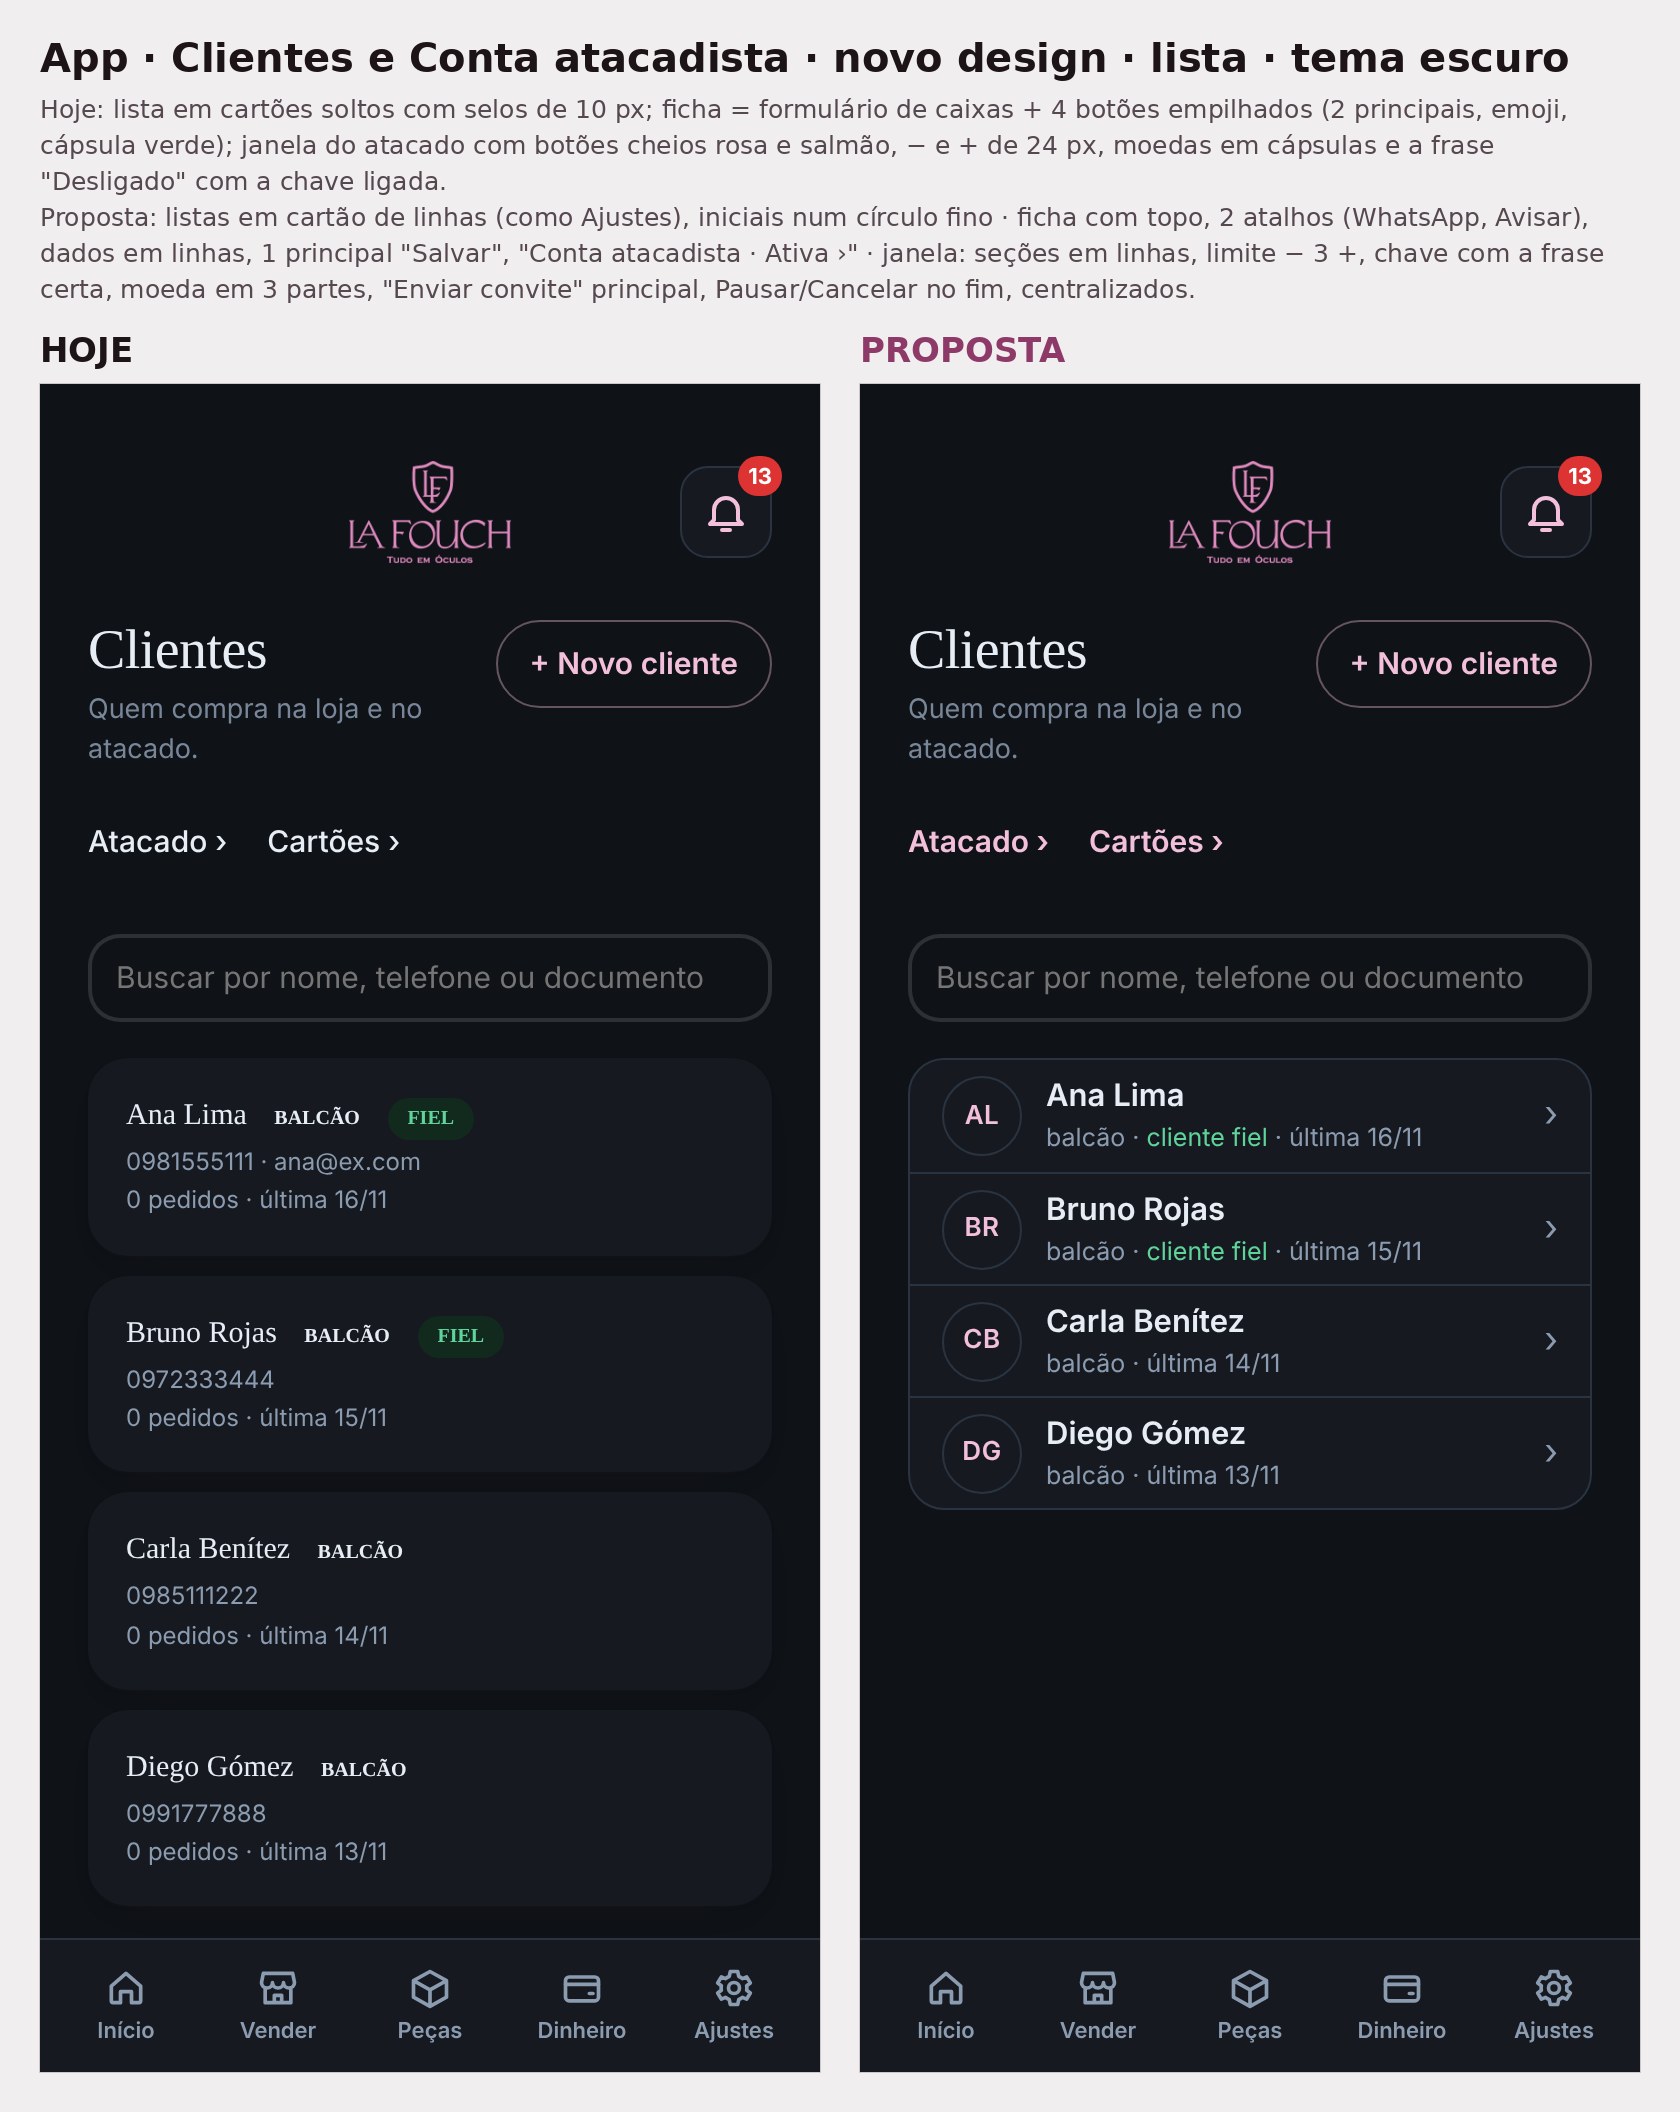 App · Clientes e Conta atacadista · novo design · lista · tema escuro
Hoje: lista em cartões soltos com selos de 10 px; ficha = formulário de caixas + 4 botões empilhados (2 principais, emoji,
cápsula verde); janela do atacado com botões cheios rosa e salmão, − e + de 24 px, moedas em cápsulas e a frase
"Desligado" com a chave ligada.
Proposta: listas em cartão de linhas (como Ajustes), iniciais num círculo fino · ficha com topo, 2 atalhos (WhatsApp, Avisar),
dados em linhas, 1 principal "Salvar", "Conta atacadista · Ativa ›" · janela: seções em linhas, limite − 3 +, chave com a frase
certa, moeda em 3 partes, "Enviar convite" principal, Pausar/Cancelar no fim, centralizados.
HOJE
LF
LA FOUCH
TUDO EM ÓCULOS
13
Clientes
+ Novo cliente
Quem compra na loja e no
atacado.
Atacado › Cartões ›
Buscar por nome, telefone ou documento
Ana Lima BALCÃO FIEL
0981555111 · ana@ex.com
0 pedidos · última 16/11
Bruno Rojas BALCÃO FIEL
0972333444
0 pedidos · última 15/11
Carla Benítez BALCÃO
0985111222
0 pedidos · última 14/11
Diego Gómez BALCÃO
0991777888
0 pedidos · última 13/11
Início Vender Peças Dinheiro Ajustes
PROPOSTA
LF
LA FOUCH
TUDO EM ÓCULOS
13
Clientes
+ Novo cliente
Quem compra na loja e no
atacado.
Atacado › Cartões ›
Buscar por nome, telefone ou documento
AL
Ana Lima
balcão · cliente fiel · última 16/11
›
BR
Bruno Rojas
balcão · cliente fiel · última 15/11
›
CB
Carla Benítez
balcão · última 14/11
›
DG
Diego Gómez
balcão · última 13/11
›
Início Vender Peças Dinheiro Ajustes